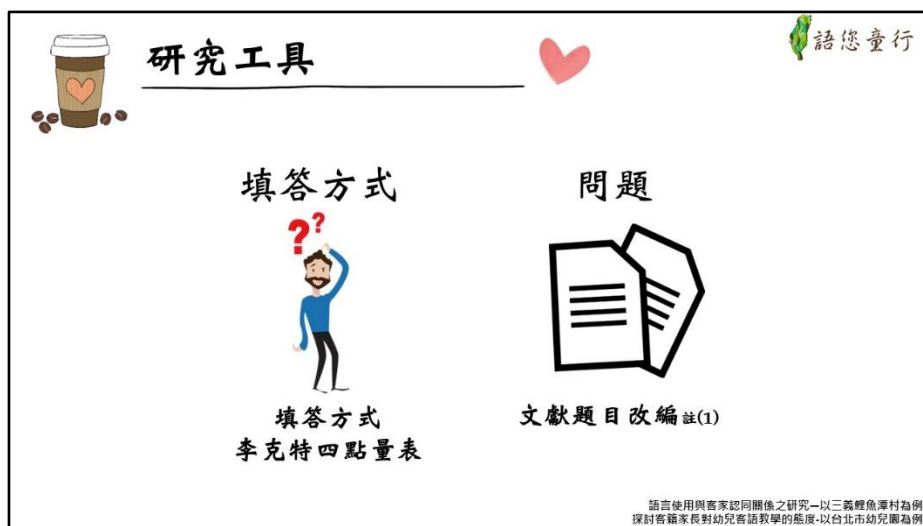 研究工具
語您童行
填答方式
問題
??
填答方式
李克特四點量表
文獻題目改編 註(1)
語言使用與客家認同關係之研究—以三義鯉魚潭村為例
探討客籍家長對幼兒客語教學的態度-以台北市幼兒園為例